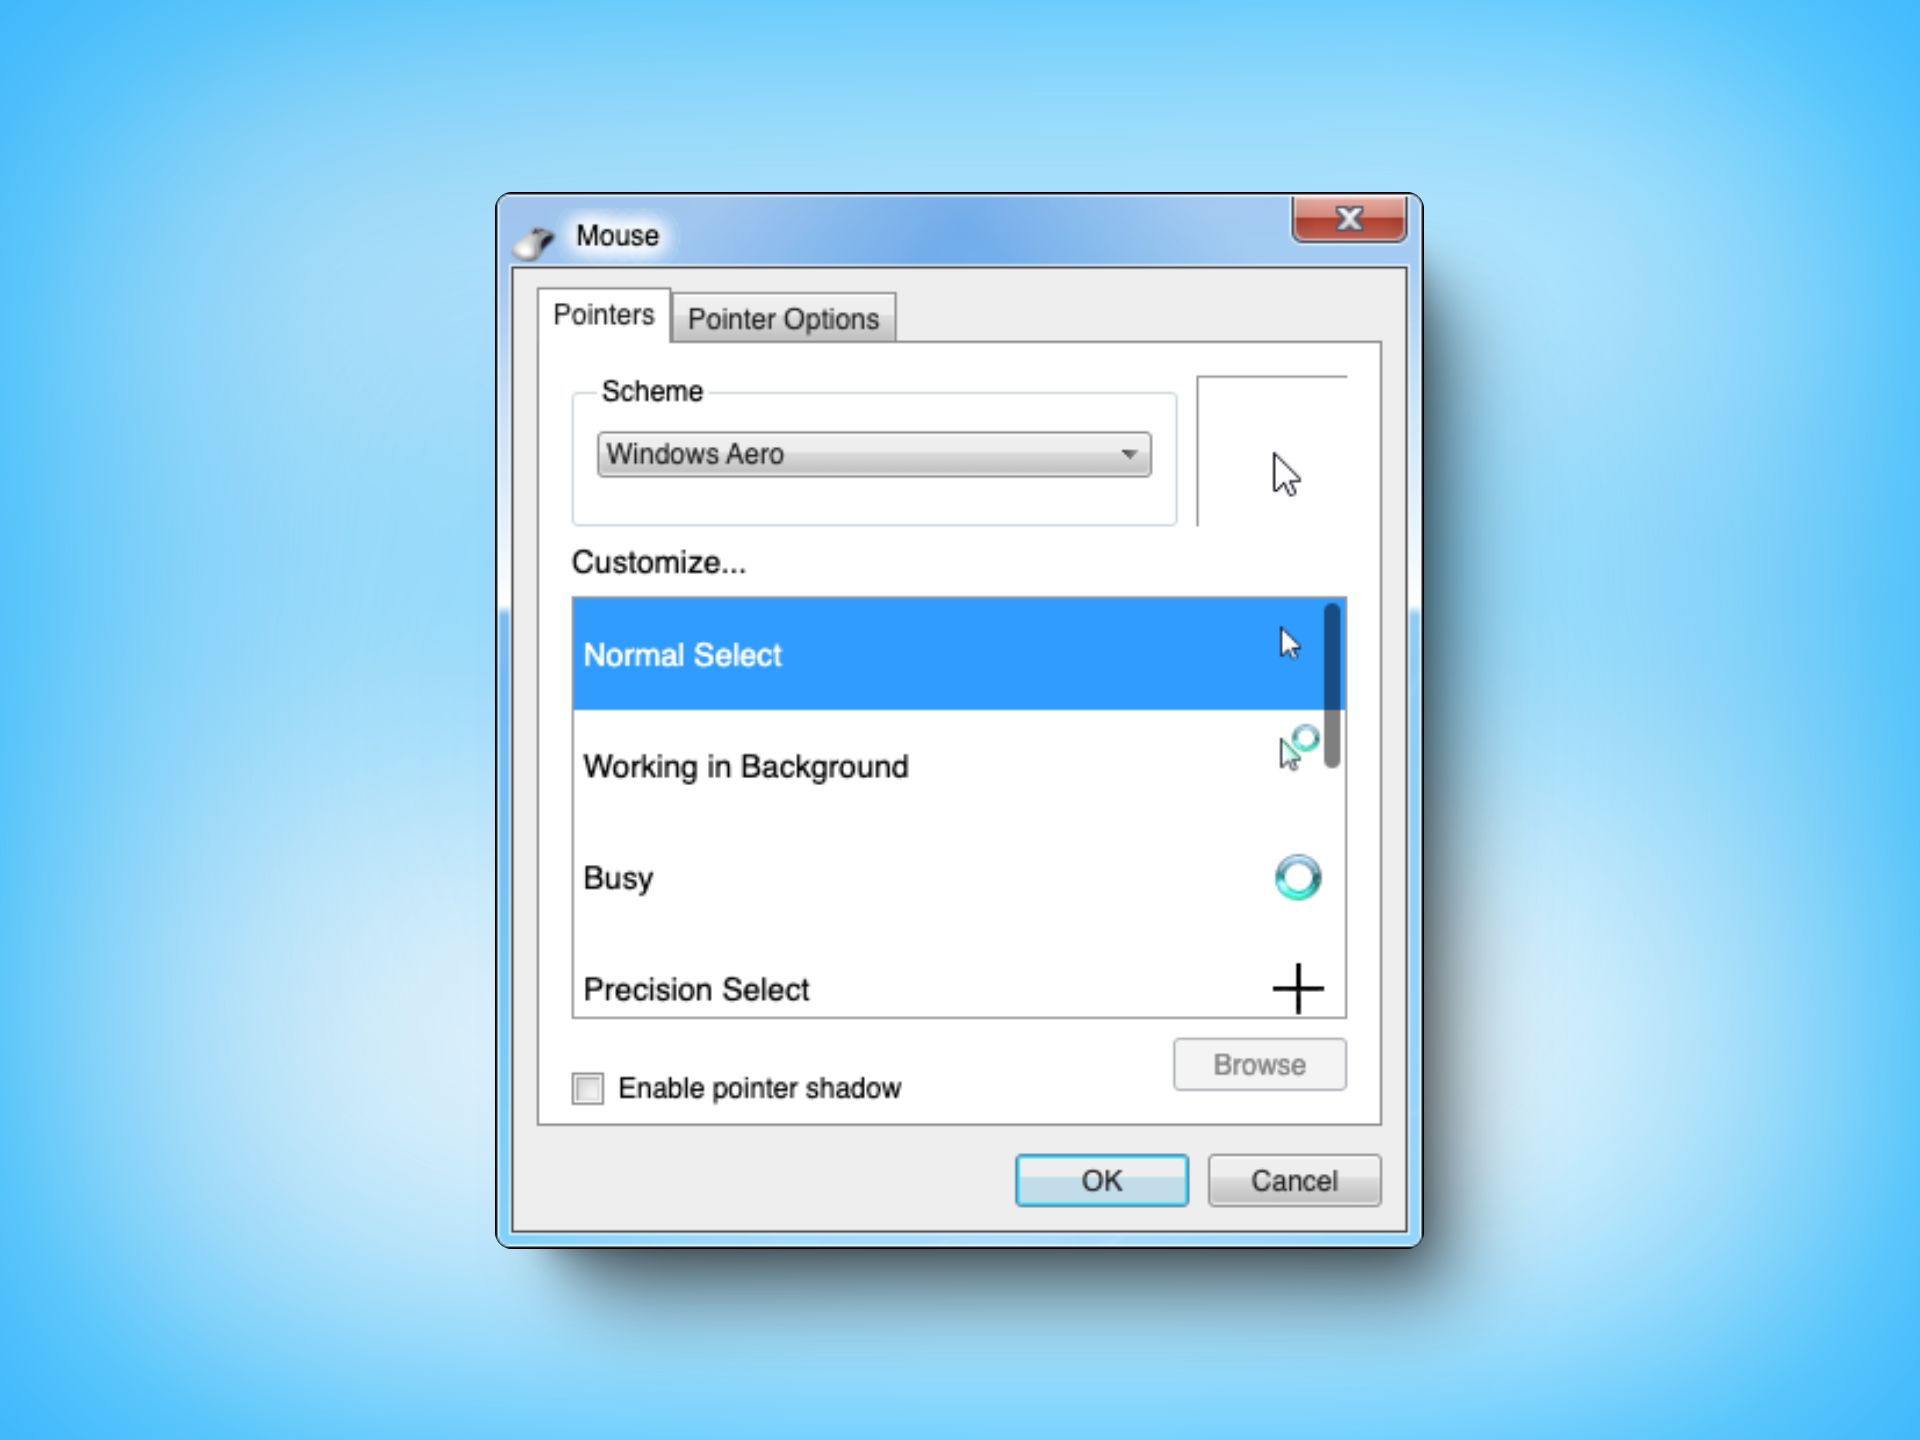 Mouse
Pointers
Pointer Options
Scheme
Windows Aero
Customize...
Normal Select
Working in Background
Busy
Precision Select
Browse
Enable pointer shadow
OK
Cancel